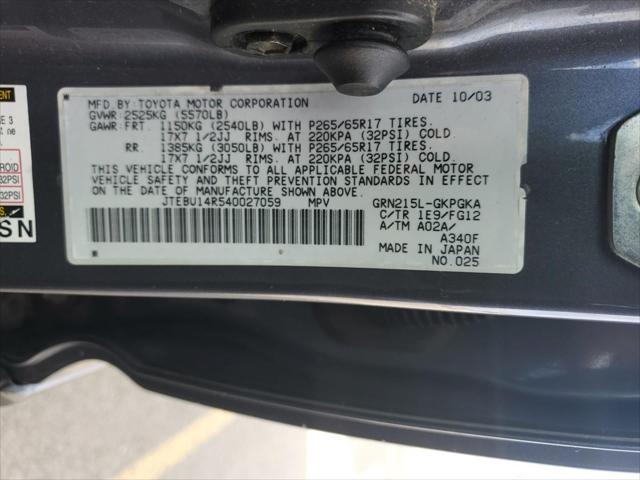 MFD.BY:TOYOTA MOTOR CORPORATION DATE 10/03
GVWR:2525KG (5570LB)
GAWR:FRT. 1150KG (2540LB) WITH P265/65R17 TIRES.
17X7 1/2JJ RIMS. AT 220KPA (32PSI) COLD.
RR. 1385KG (3050LB) WITH P265/65R17 TIRES.
17X7 1/2JJ RIMS. AT 220KPA (32PSI) COLD.
THIS VEHICLE CONFORMS TO ALL APPLICABLE FEDERAL MOTOR
VEHICLE SAFETY AND THEFT PREVENTION STANDARDS IN EFFECT
ON THE DATE OF MANUFACTURE SHOWN ABOVE.
JTEBU14R540027059 MPV GRN215L-GKPGKA
C/TR 1E9/FG12
A/TM A02A/
A340F
MADE IN JAPAN
NO.025
32PSI
32PSI
SN